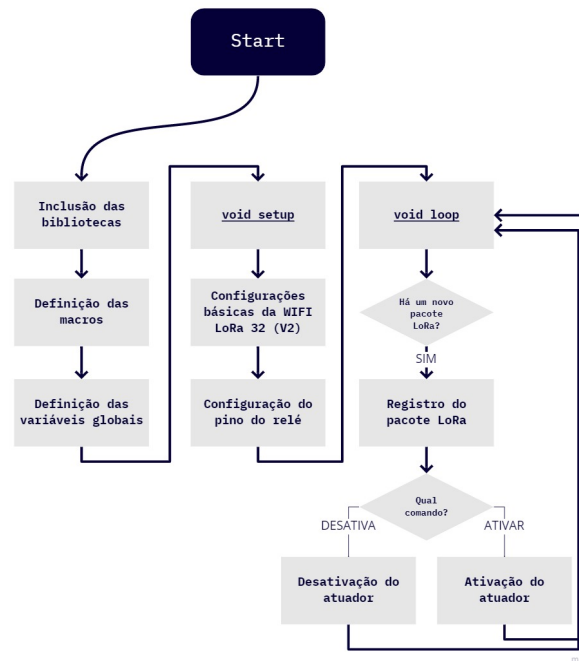 Start
Inclusão das
bibliotecas
Definição das
macros
Definição das
variáveis globais
void setup
Configurações
básicas da WIFI
LoRa 32 (V2)
Configuração do
pino do relé
void loop
Há um novo
pacote
LoRa?
SIM
Registro do
pacote LoRa
Qual
comando?
DESATIVA
ATIVAR
Desativação do
atuador
Ativação do
atuador